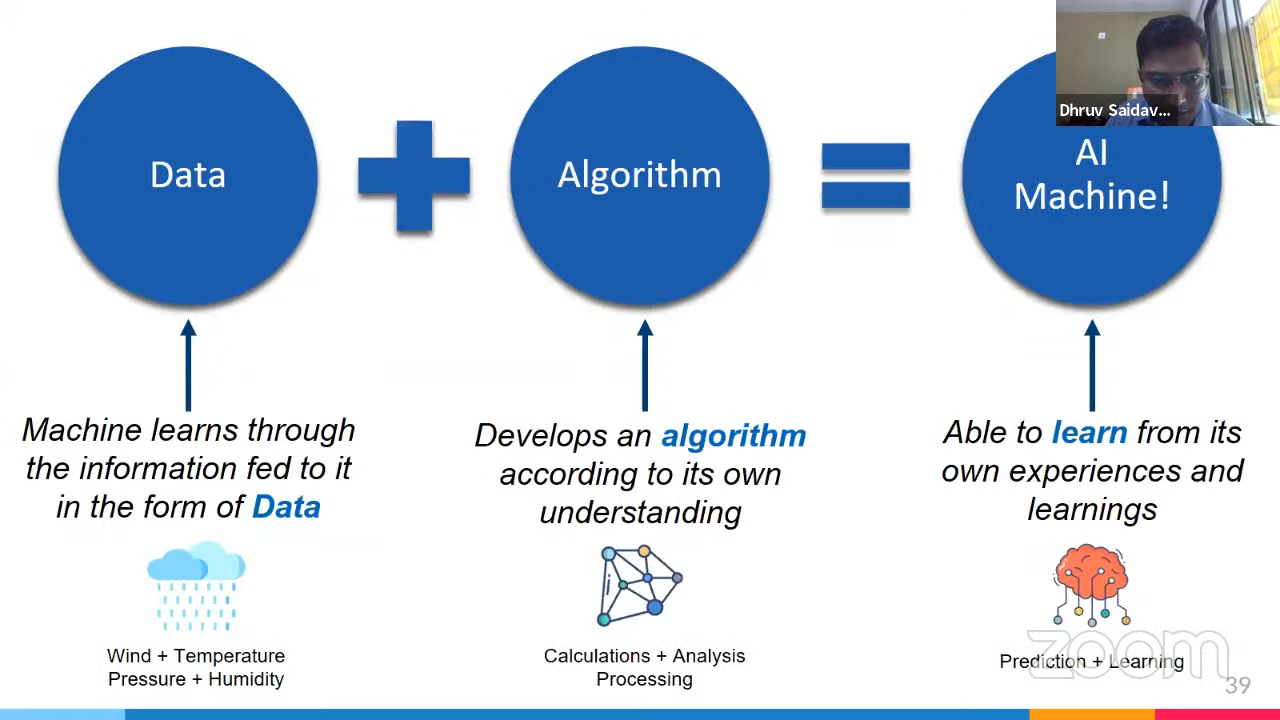 Dhruv Saidav...
Data
Algorithm
AI
Machine!
Machine learns through
the information fed to it
in the form of Data
Develops an algorithm
according to its own
understanding
Able to learn from its
own experiences and
learnings
Wind + Temperature
Pressure + Humidity
Calculations + Analysis
Processing
Prediction + Learning
zoom
39